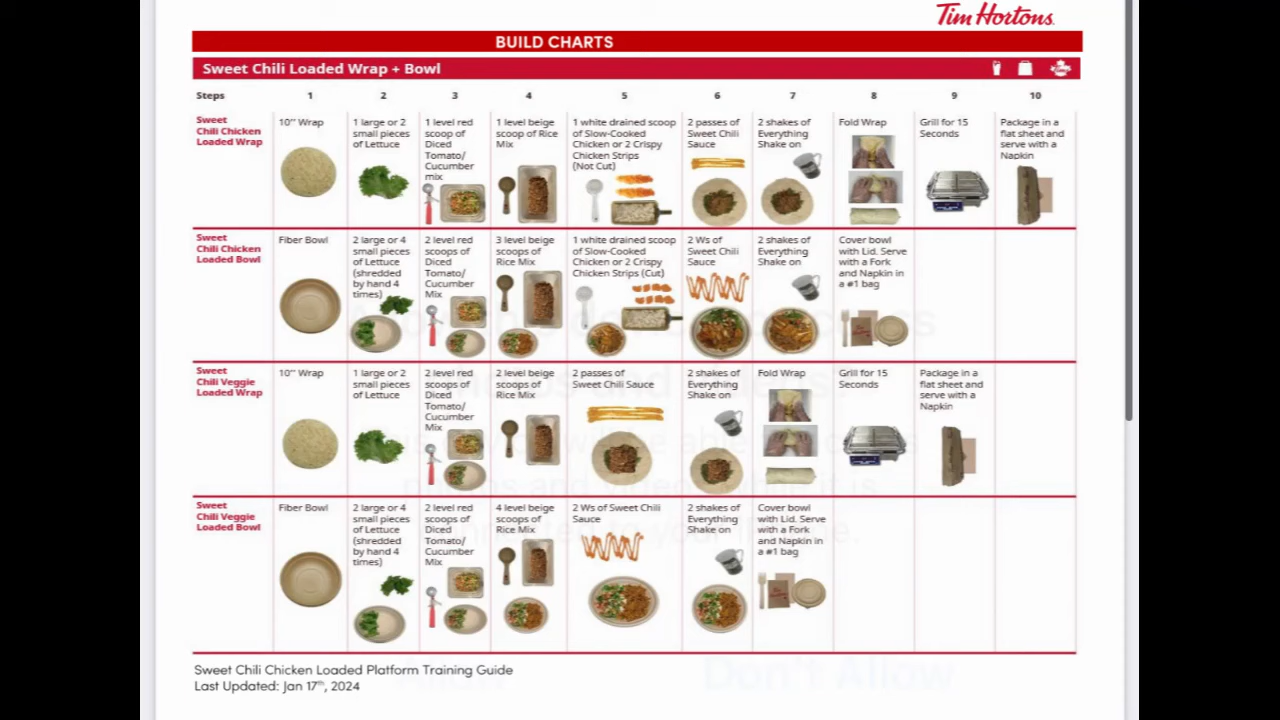 Tim Hortons
BUILD CHARTS
Sweet Chili Loaded Wrap + Bowl
Steps 1 2 3 4 5 6 7 8 9 10
Sweet
Chili Chicken
Loaded Wrap
10"" Wrap
1 large or 2
small pieces
of Lettuce
1 level red
scoop of
Diced
Tomato/
Cucumber
mix
1 level beige
scoop of Rice
Mix
1 white drained scoop
of Slow-Cooked
Chicken or 2 Crispy
Chicken Strips
(Not Cut)
2 passes of
Sweet Chili
Sauce
2 shakes of
Everything
Shake on
Fold Wrap
Grill for 15
Seconds
Package in a
flat sheet and
serve with a
Napkin
Sweet
Chili Chicken
Loaded Bowl
Fiber Bowl
2 large or 4
small pieces
of Lettuce
(shredded
by hand 4
times)
2 level red
scoops of
Diced
Tomato/
Cucumber
Mix
3 level beige
scoops of
Rice Mix
1 white drained scoop
of Slow-Cooked
Chicken or 2 Crispy
Chicken Strips (Cut)
2 Ws of
Sweet Chili
Sauce
2 shakes of
Everything
Shake on
Cover bowl
with Lid. Serve
with a Fork
and Napkin in
a #1 bag
Sweet
Chili Veggie
Loaded Wrap
10"" Wrap
1 large or 2
small pieces
of Lettuce
2 level red
scoops of
Diced
Tomato/
Cucumber
Mix
2 level beige
scoops of
Rice Mix
2 passes of
Sweet Chili Sauce
2 shakes of
Everything
Shake on
Fold Wrap
Grill for 15
Seconds
Package in a
flat sheet and
serve with a
Napkin
Sweet
Chili Veggie
Loaded Bowl
Fiber Bowl
2 large or 4
small pieces
of Lettuce
(shredded
by hand 4
times)
2 level red
scoops of
Diced
Tomato/
Cucumber
Mix
4 level beige
scoops of
Rice Mix
2 Ws of Sweet Chili
Sauce
2 shakes of
Everything
Shake on
Cover bowl
with Lid. Serve
with a Fork
and Napkin in
a #1 bag
Sweet Chili Chicken Loaded Platform Training Guide
Last Updated: Jan 17th, 2024
Don't Allow